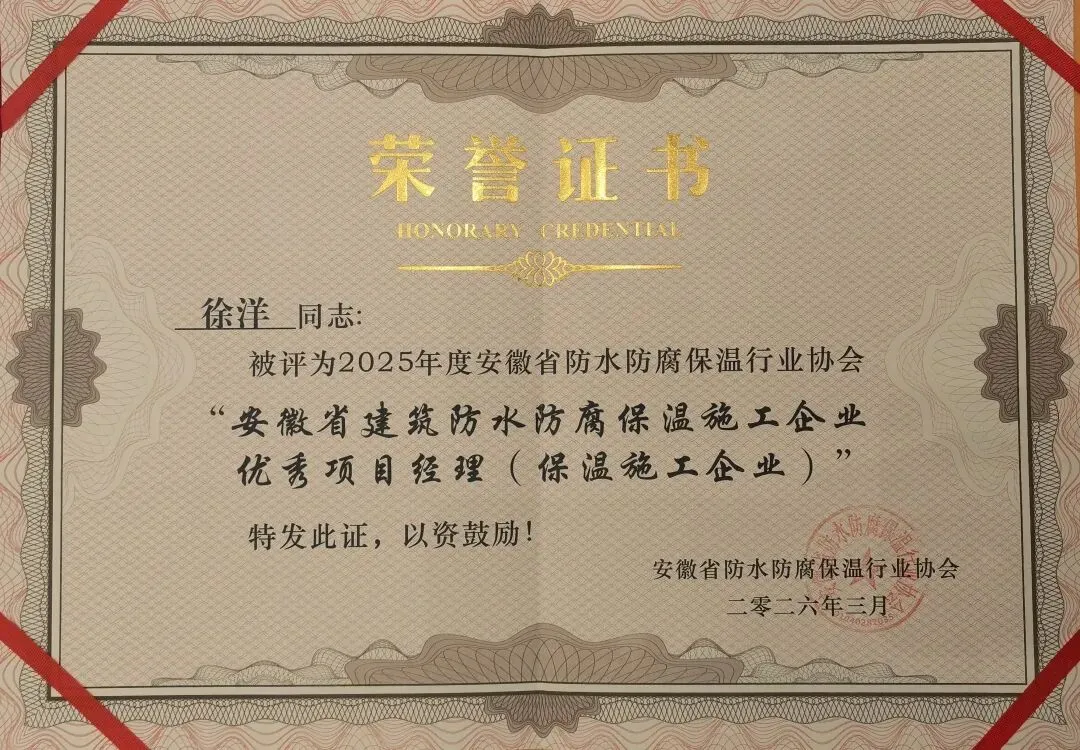 荣誉证书
HONORARY CREDENTIAL
徐洋 同志:
被评为2025年度安徽省防水防腐保温行业协会
“安徽省建筑防水防腐保温施工企业
优秀项目经理（保温施工企业）”
特发此证，以资鼓励！
安徽省防水防腐保温行业协会
二零二六年三月